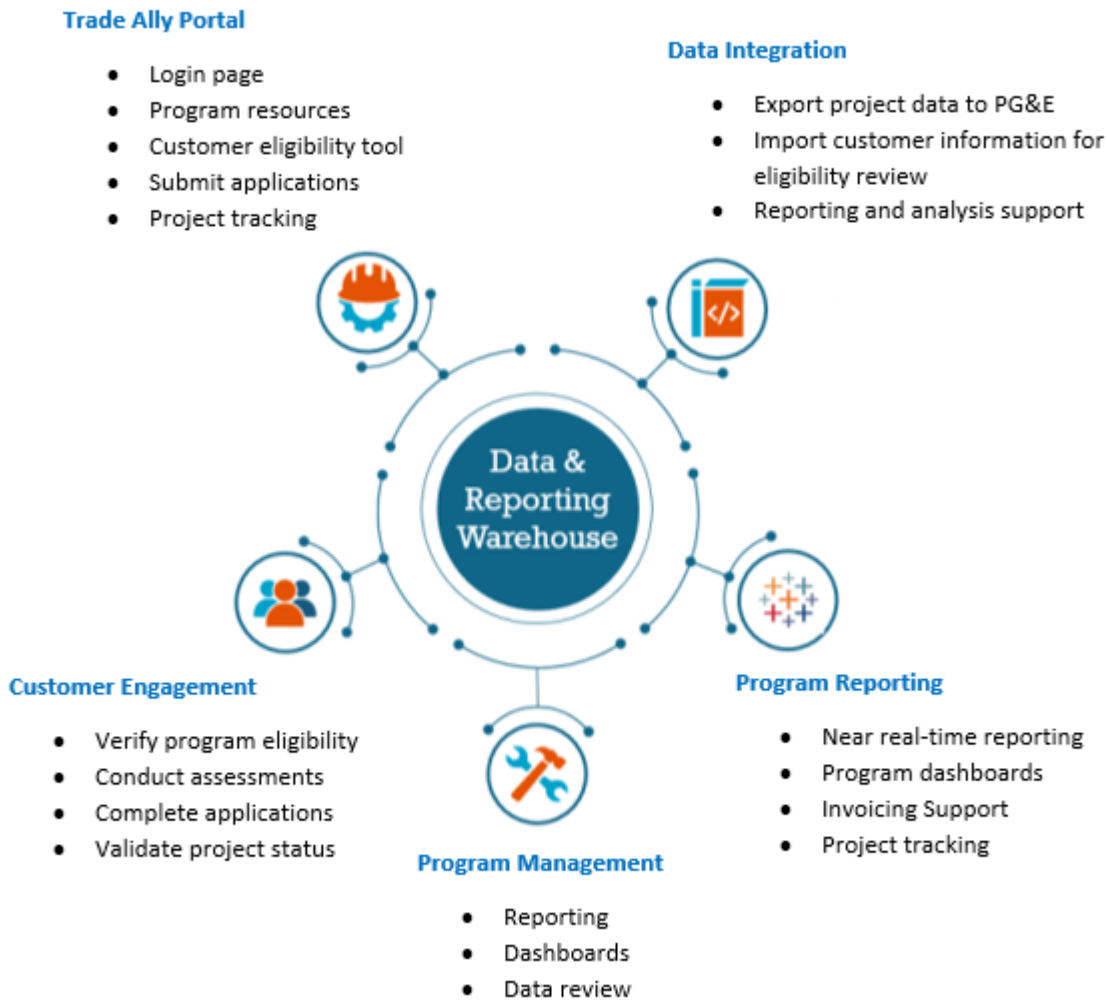 Trade Ally Portal
● Login page
● Program resources
● Customer eligibility tool
● Submit applications
● Project tracking
Data Integration
● Export project data to PG&E
● Import customer information for
eligibility review
● Reporting and analysis support
</>
Data &
Reporting
Warehouse
Customer Engagement
● Verify program eligibility
● Conduct assessments
● Complete applications
● Validate project status
Program Reporting
● Near real-time reporting
● Program dashboards
● Invoicing Support
● Project tracking
Program Management
● Reporting
● Dashboards
● Data review